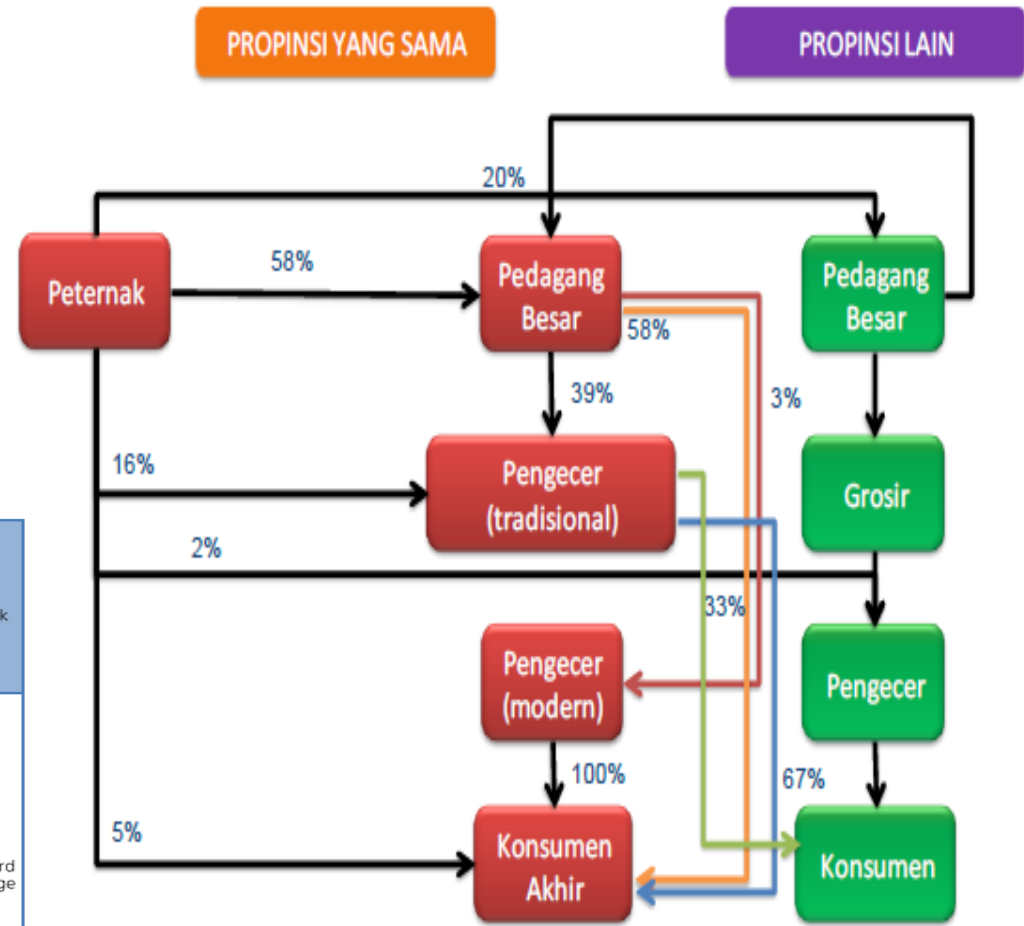 PROPINSI YANG SAMA
PROPINSI LAIN
20%
58%
Peternak
Pedagang
Besar
Pedagang
Besar
58%
39%
3%
16%
Pengecer
(tradisional)
Grosir
2%
33%
Pengecer
(modern)
Pengecer
100%
67%
5%
Konsumen
Akhir
Konsumen